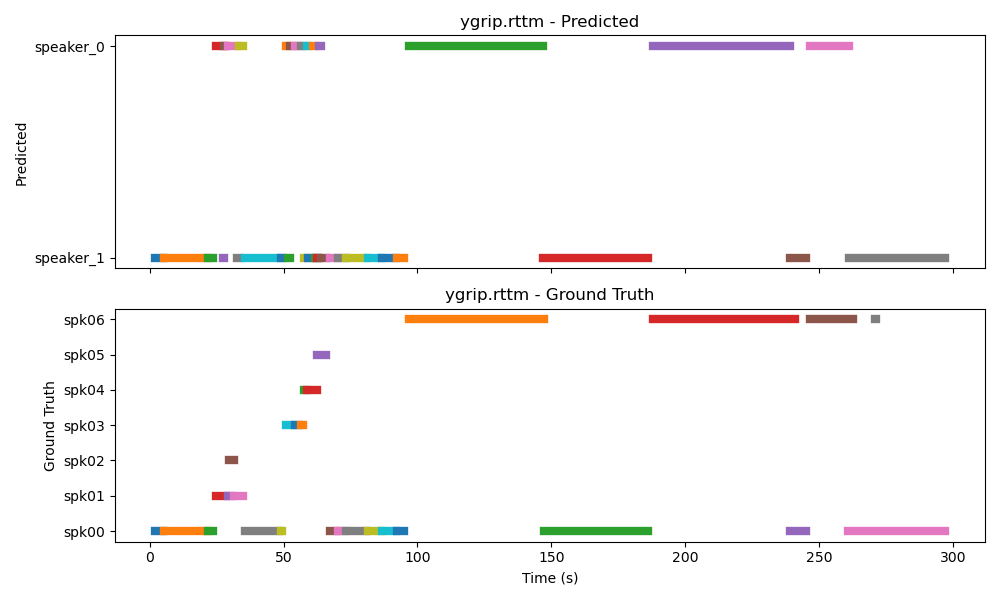 ygrip.rttm - Predicted
speaker_0
Predicted
speaker_1
ygrip.rttm - Ground Truth
spk06
spk05
spk04
Ground Truth
spk03
spk02
spk01
spk00
0 50 100 150 200 250 300
Time (s)